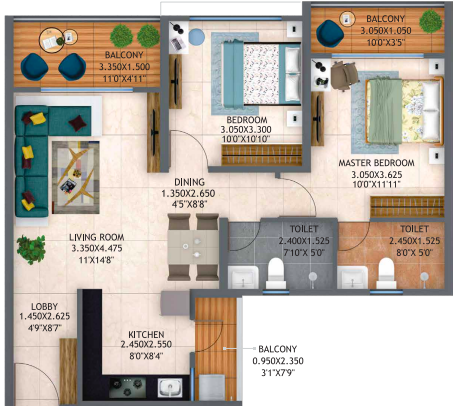 BALCONY
3.350X1.500
11'0"X4'11"
BALCONY
3.050X1.050
10'0"X3'5"
BEDROOM
3.050X3.300
10'0"X10'10"
MASTER BEDROOM
3.050X3.625
10'0"X11'11"
DINING
1.350X2.650
4'5"X8'8"
LIVING ROOM
3.350X4.475
11'X14'8"
TOILET
2.400X1.525
7'10"X 5'0"
TOILET
2.450X1.525
8'0"X 5'0"
LOBBY
1.450X2.625
4'9"X8'7"
KITCHEN
2.450X2.550
8'0"X8'4"
BALCONY
0.950X2.350
3'1"X7'9"